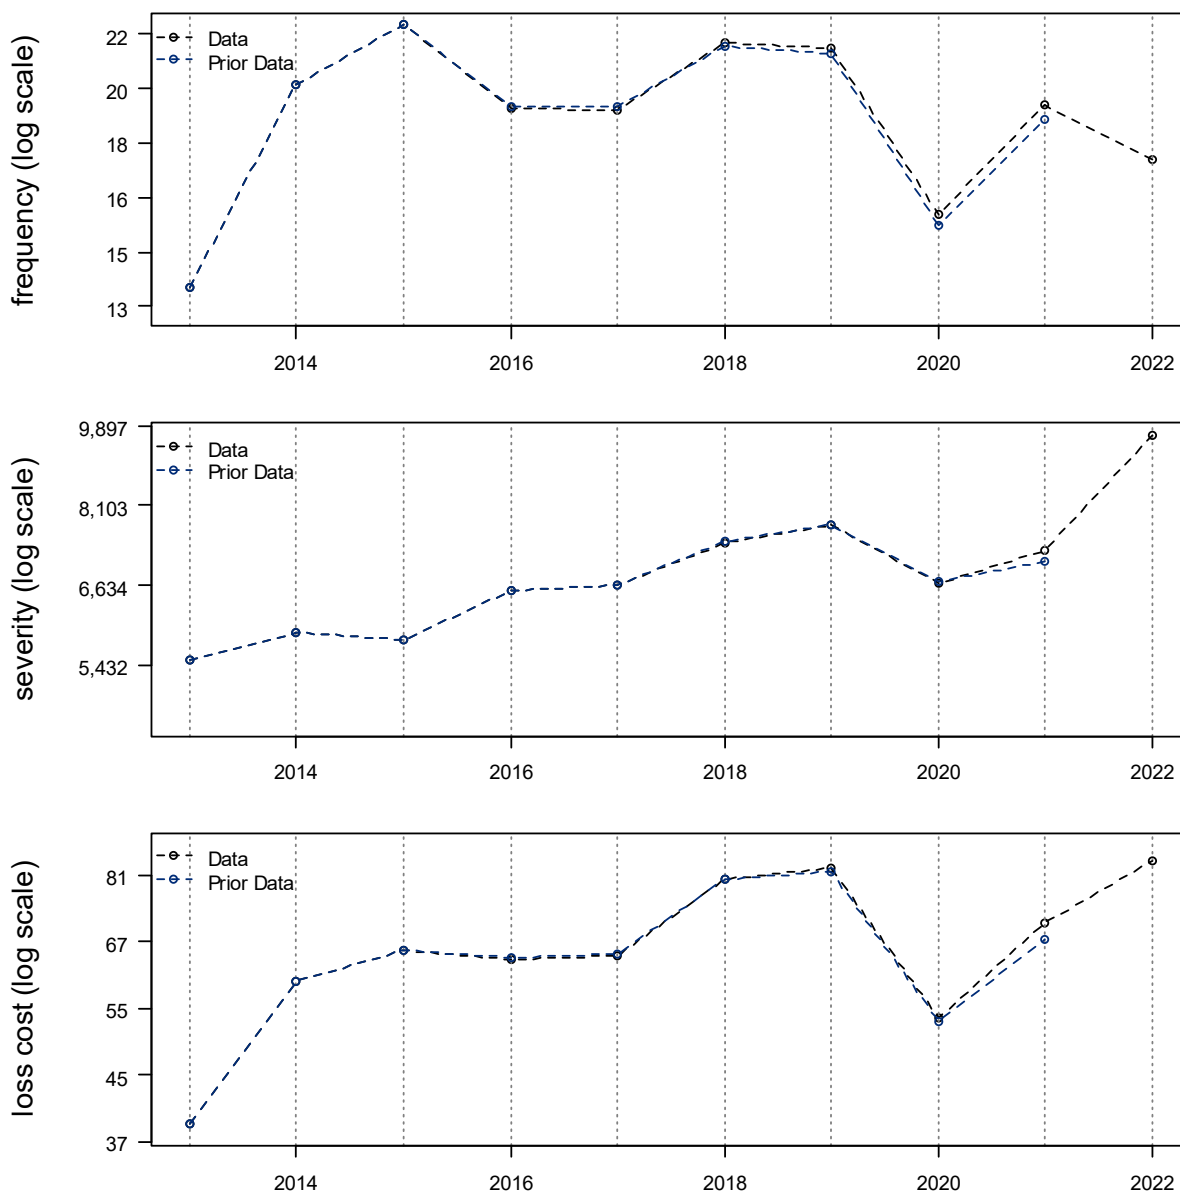 frequency (log scale)
22
20
18
16
15
13
Data
Prior Data
2014 2016 2018 2020 2022
severity (log scale)
9,897
8,103
6,634
5,432
Data
Prior Data
2014 2016 2018 2020 2022
loss cost (log scale)
81
67
55
45
37
Data
Prior Data
2014 2016 2018 2020 2022